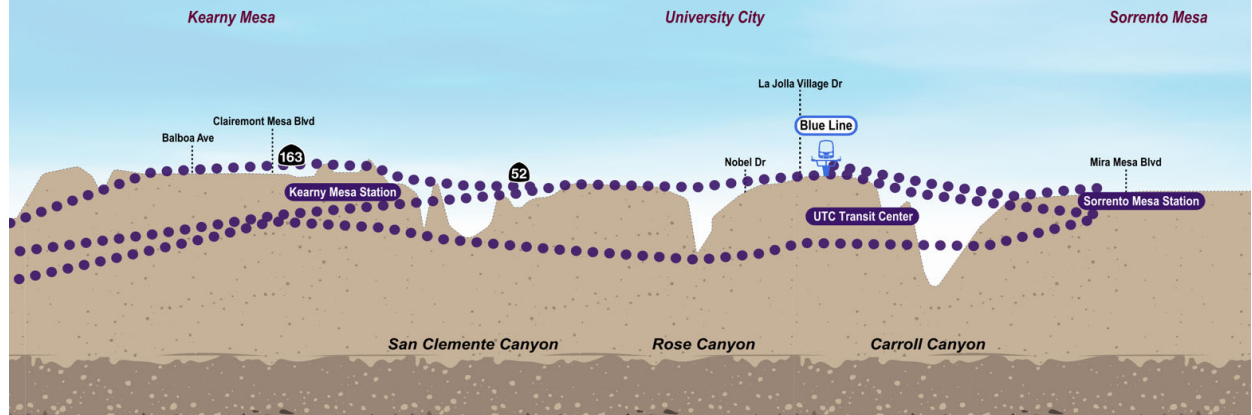 Kearny Mesa
University City
Sorrento Mesa
La Jolla Village Dr
Clairemont Mesa Blvd
Blue Line
Balboa Ave
163
52
Nobel Dr
Mira Mesa Blvd
Kearny Mesa Station
Sorrento Mesa Station
UTC Transit Center
San Clemente Canyon
Rose Canyon
Carroll Canyon